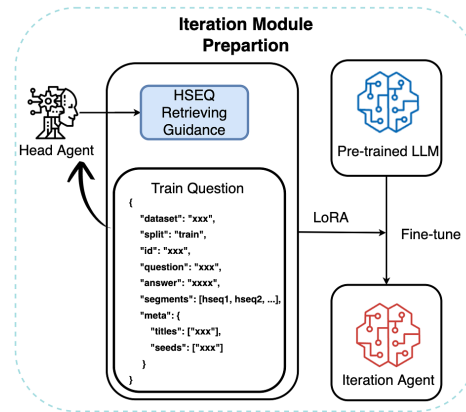 Iteration Module
Prepartion
Head Agent
HSEQ
Retrieving
Guidance
Train Question
{
"dataset": "xxx",
"split": "train",
"id": "xxx",
"question": "xxx",
"answer": "xxxx",
"segments": [hseq1, hseq2, ...],
"meta": {
"titles": ["xxx"],
"seeds": ["xxx"]
}
}
LoRA
Pre-trained LLM
Fine-tune
Iteration Agent